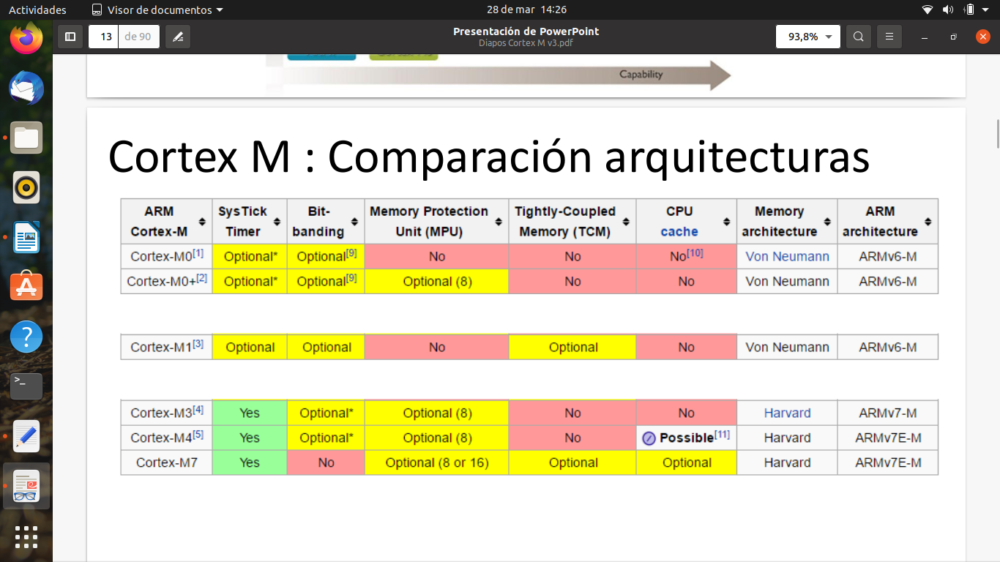 Actividades Visor de documentos 28 de mar 14:26
13 de 90 Presentación de PowerPoint 93,8%
Diapos Cortex M v3.pdf
Capability
Cortex M : Comparación arquitecturas
ARM Cortex-M SysTick Timer Bit-banding Memory Protection Unit (MPU) Tightly-Coupled Memory (TCM) CPU cache Memory architecture ARM architecture
Cortex-M0[1] Optional* Optional[9] No No No[10] Von Neumann ARMv6-M
Cortex-M0+[2] Optional* Optional[9] Optional (8) No No Von Neumann ARMv6-M
Cortex-M1[3] Optional Optional No Optional No Von Neumann ARMv6-M
Cortex-M3[4] Yes Optional* Optional (8) No No Harvard ARMv7-M
Cortex-M4[5] Yes Optional* Optional (8) No Possible[11] Harvard ARMv7E-M
Cortex-M7 Yes No Optional (8 or 16) Optional Optional Harvard ARMv7E-M